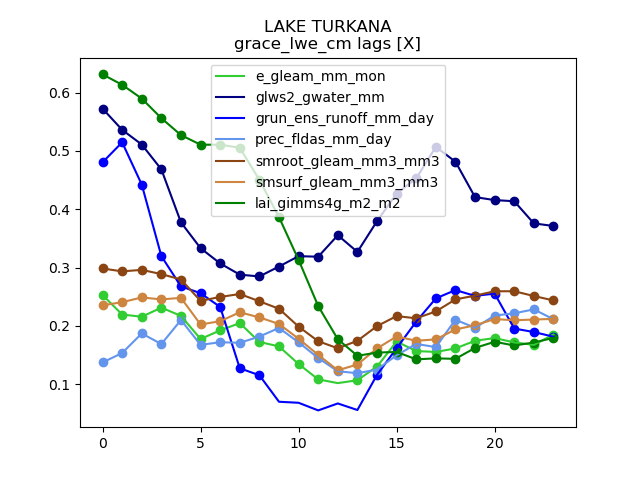 LAKE TURKANA
grace_lwe_cm lags [X]
e_gleam_mm_mon
glws2_gwater_mm
grun_ens_runoff_mm_day
prec_fldas_mm_day
smroot_gleam_mm3_mm3
smsurf_gleam_mm3_mm3
lai_gimms4g_m2_m2
0.6
0.5
0.4
0.3
0.2
0.1
0 5 10 15 20